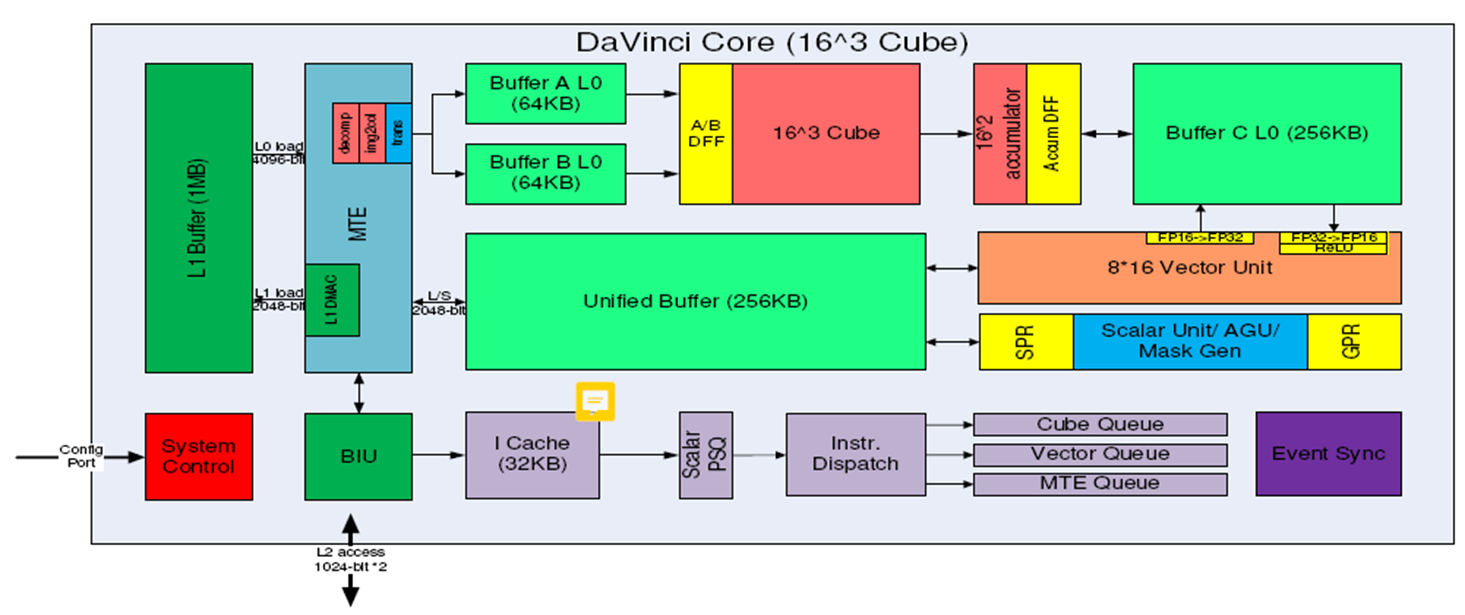 DaVinci Core (16^3 Cube)
L1 Buffer (1MB)
L0 load
4096-bit
L1 load
2048-bit
MTE
decomp
img2col
trans
L1 DMAC
L/S
2048-bit
Buffer A L0
(64KB)
Buffer B L0
(64KB)
A/B
DFF
16^3 Cube
16^2
accumulator
Accum DFF
Buffer C L0 (256KB)
FP16->FP32
FP32->FP16
ReLU
8*16 Vector Unit
Unified Buffer (256KB)
SPR
Scalar Unit/ AGU/
Mask Gen
GPR
Config
Port
System
Control
BIU
I Cache
(32KB)
Scalar
PSQ
Instr.
Dispatch
Cube Queue
Vector Queue
MTE Queue
Event Sync
L2 access
1024-bit *2